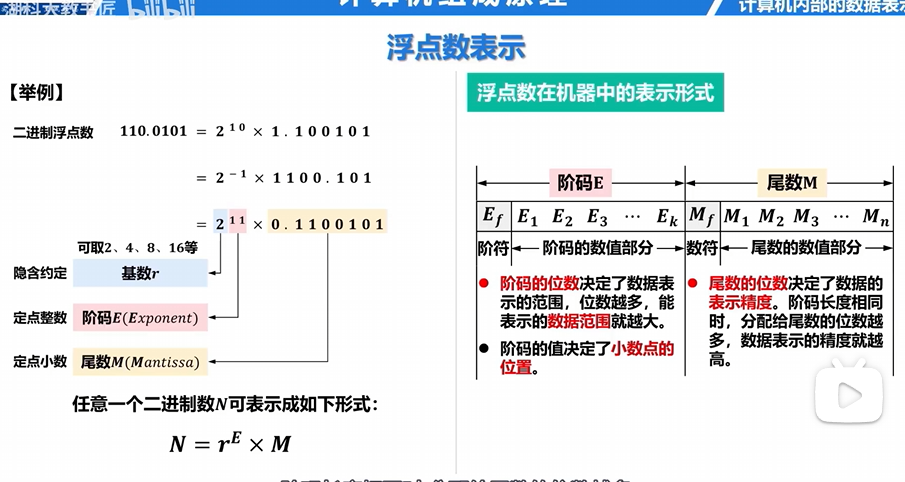 湖科大教书匠 bilibili
计算机组成原理
计算机内部的数据表示
浮点数表示
【举例】
二进制浮点数 110.0101 = 2^10 × 1.100101
= 2^-1 × 1100.101
= 2^11 × 0.1100101
可取2、4、8、16等
隐含约定 基数r
定点整数 阶码E(Exponent)
定点小数 尾数M(Mantissa)
任意一个二进制数N可表示成如下形式：
N = r^E × M
浮点数在机器中的表示形式
阶码E 尾数M
E_f E_1 E_2 E_3 ⋯ E_k M_f M_1 M_2 M_3 ⋯ M_n
阶符 阶码的数值部分 数符 尾数的数值部分
● 阶码的位数决定了数据表
示的范围，位数越多，能
表示的数据范围就越大。
● 阶码的值决定了小数点的
位置。
● 尾数的位数决定了数据的
表示精度。阶码长度相同
时，分配给尾数的位数越
多，数据表示的精度就越
高。